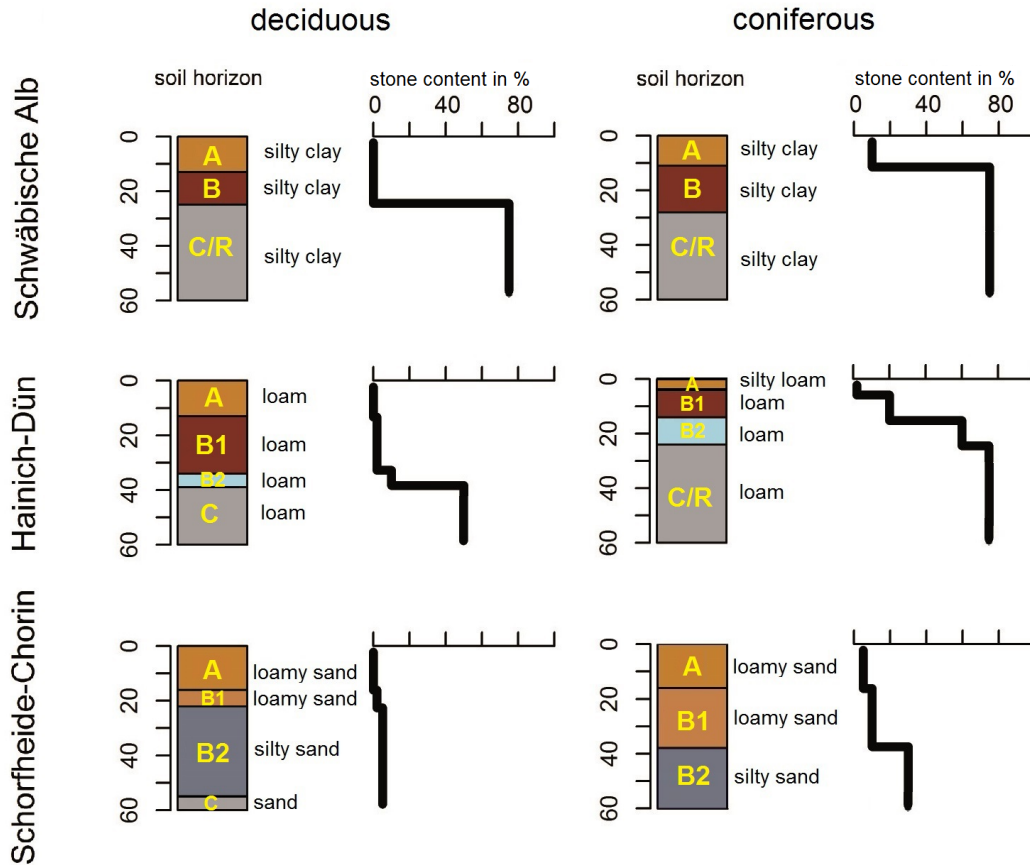 deciduous
coniferous
soil horizon
stone content in %
soil horizon
stone content in %
Schwäbische Alb
0 40 80
0 40 80
0
20
40
60
A silty clay
B silty clay
C/R silty clay
0
20
40
60
A silty clay
B silty clay
C/R silty clay
Hainich-Dün
0
20
40
60
A loam
B1 loam
B2 loam
C loam
0
20
40
60
A silty loam
B1 loam
B2 loam
C/R loam
Schorfheide-Chorin
0
20
40
60
A loamy sand
B1 loamy sand
B2 silty sand
C sand
0
20
40
60
A loamy sand
B1 loamy sand
B2 silty sand